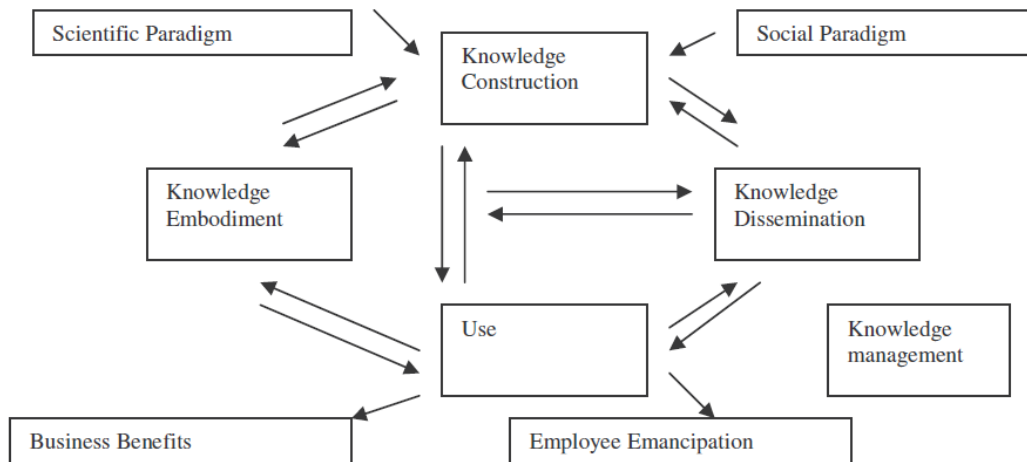 Scientific Paradigm
Social Paradigm
Knowledge
Construction
Knowledge
Embodiment
Knowledge
Dissemination
Use
Knowledge
management
Business Benefits
Employee Emancipation